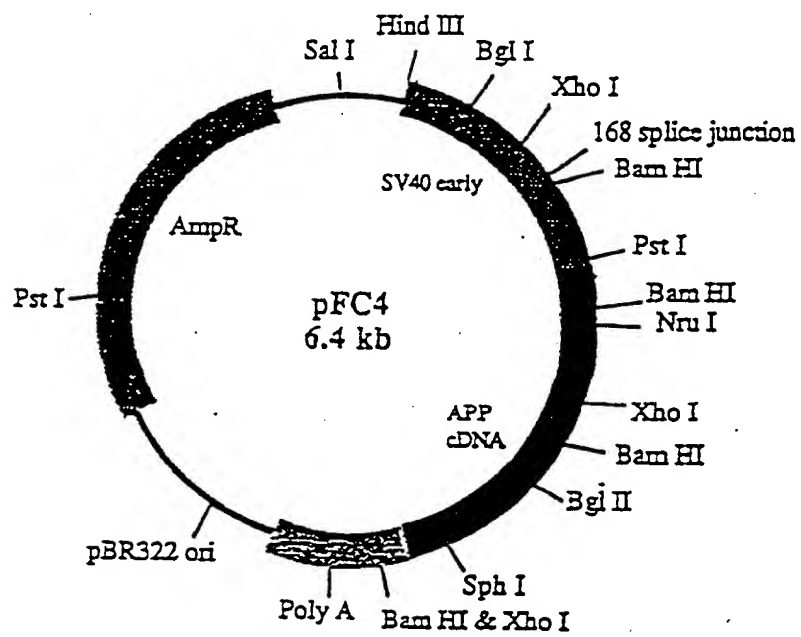 Hind III
Sal I
Bgl I
Xho I
168 splice junction
Bam HI
SV40 early
AmpR
Pst I
Pst I
pFC4
6.4 kb
Bam HI
Nru I
APP
cDNA
Xho I
Bam HI
Bgl II
pBR322 ori
Sph I
Poly A
Bam HI & Xho I